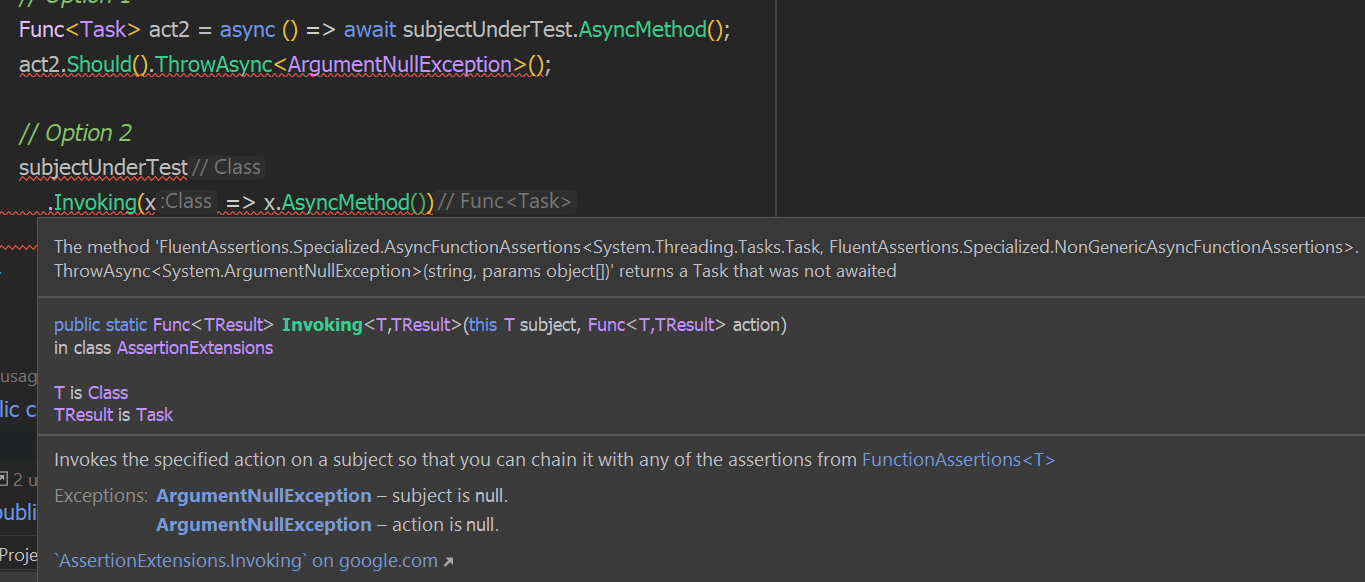 // Option 1
Func<Task> act2 = async () => await subjectUnderTest.AsyncMethod();
act2.Should().ThrowAsync<ArgumentNullException>();
// Option 2
subjectUnderTest // Class
.Invoking(x :Class => x.AsyncMethod()) // Func<Task>
The method 'FluentAssertions.Specialized.AsyncFunctionAssertions<System.Threading.Tasks.Task, FluentAssertions.Specialized.NonGenericAsyncFunctionAssertions>.
ThrowAsync<System.ArgumentNullException>(string, params object[])' returns a Task that was not awaited
public static Func<TResult> Invoking<T,TResult>(this T subject, Func<T,TResult> action)
in class AssertionExtensions
usag
T is Class
lic c
TResult is Task
Invokes the specified action on a subject so that you can chain it with any of the assertions from FunctionAssertions<T>
2 u
Exceptions: ArgumentNullException – subject is null.
publi
ArgumentNullException – action is null.
Proje
`AssertionExtensions.Invoking` on google.com